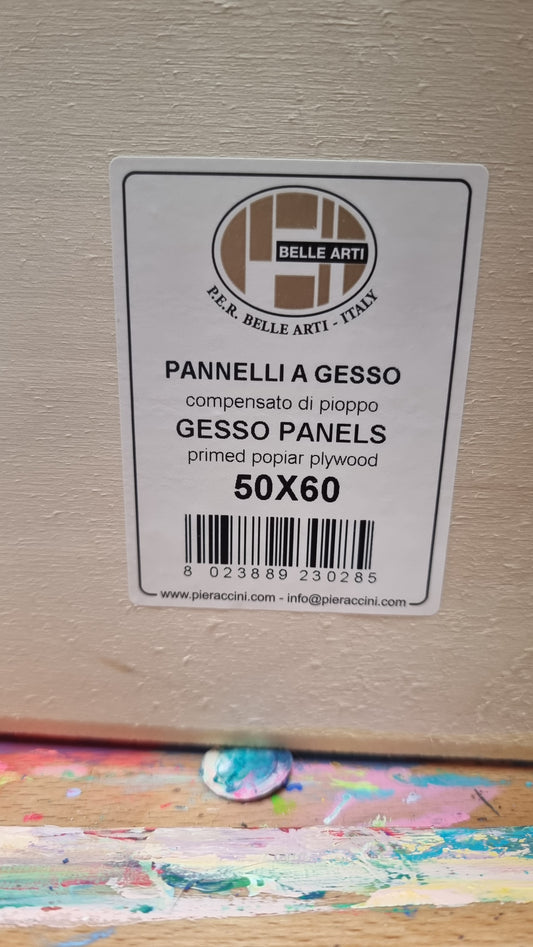 BELLE ARTI
P.E.R. BELLE ARTI - ITALY
PANNELLI A GESSO
compensato di pioppo
GESSO PANELS
primed popiar plywood
50X60
8 023889 230285
www.pieraccini.com - info@pieraccini.com